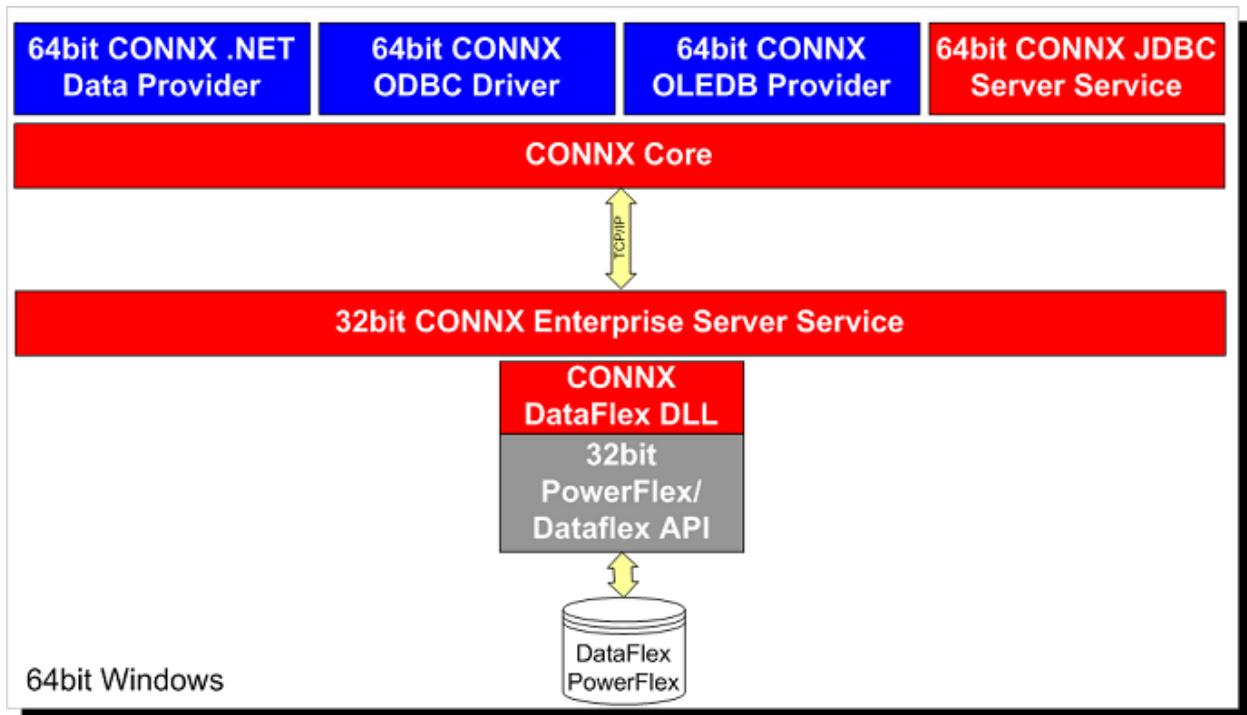 64bit CONNX .NET
Data Provider
64bit CONNX
ODBC Driver
64bit CONNX
OLEDB Provider
64bit CONNX JDBC
Server Service
CONNX Core
TCP/IP
32bit CONNX Enterprise Server Service
CONNX
DataFlex DLL
32bit
PowerFlex/
Dataflex API
DataFlex
PowerFlex
64bit Windows